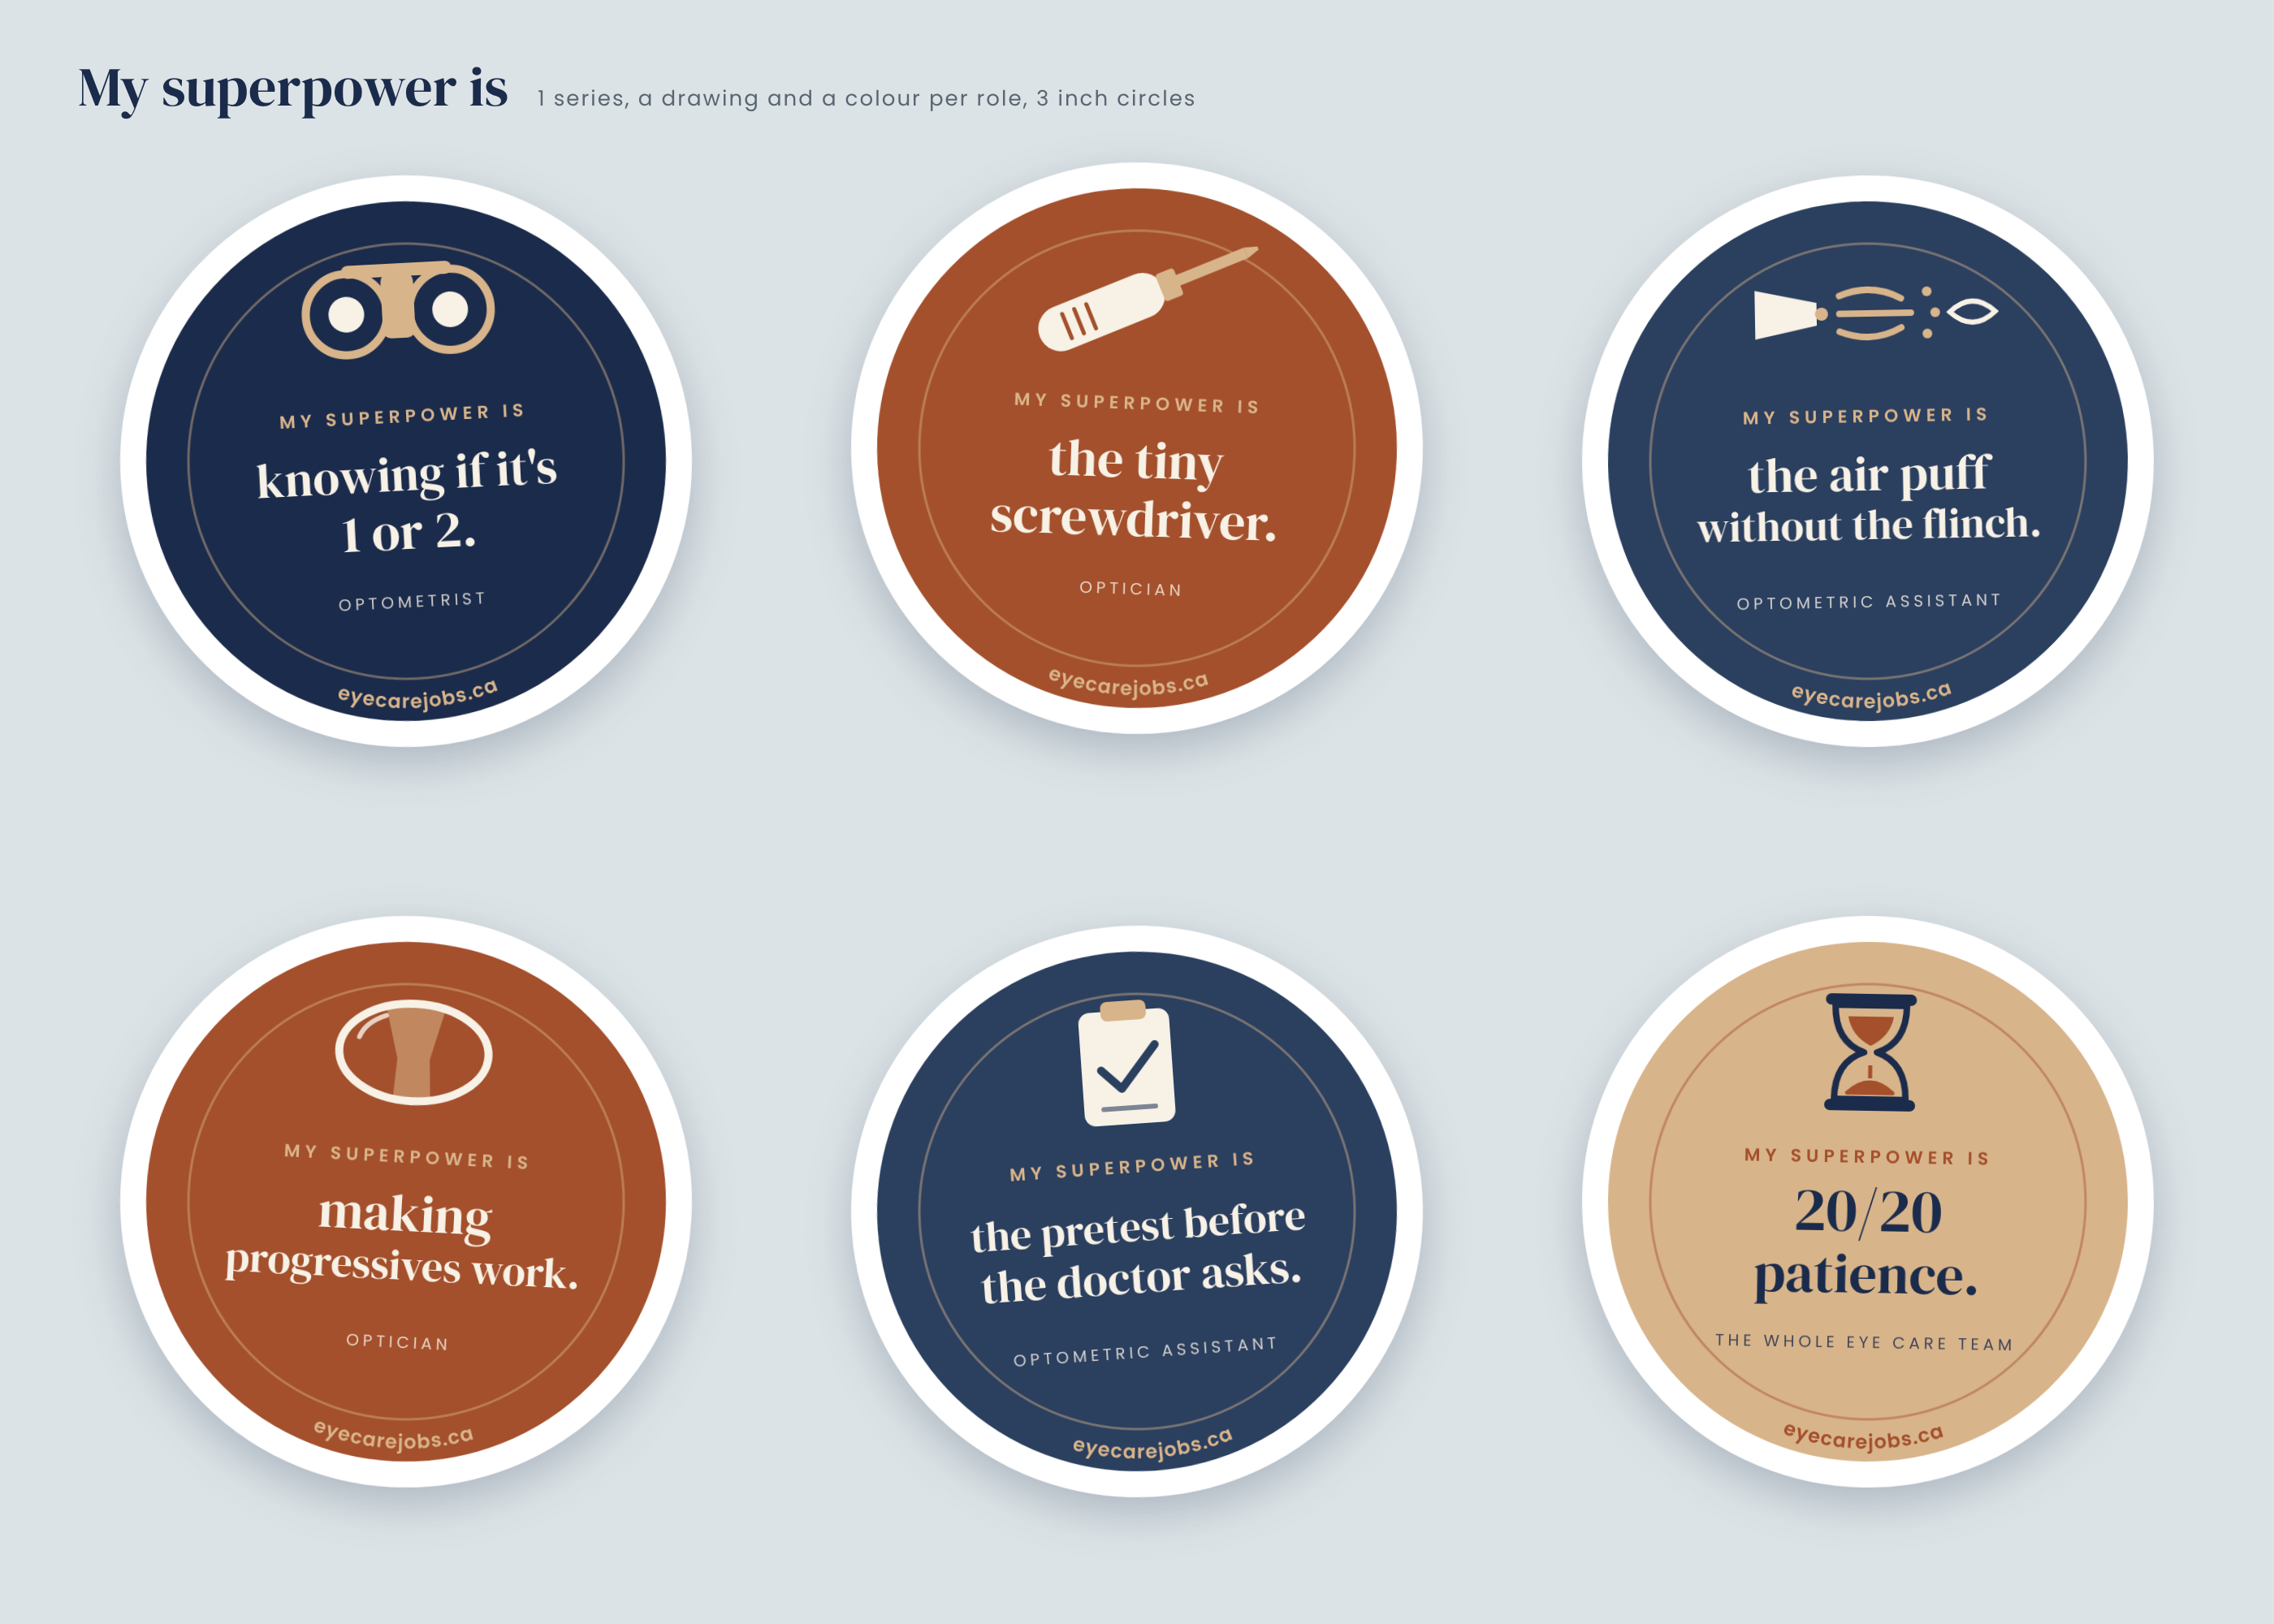 My superpower is
1 series, a drawing and a colour per role, 3 inch circles
MY SUPERPOWER IS
knowing if it's
1 or 2.
OPTOMETRIST
eyecarejobs.ca
MY SUPERPOWER IS
the tiny
screwdriver.
OPTICIAN
eyecarejobs.ca
MY SUPERPOWER IS
the air puff
without the flinch.
OPTOMETRIC ASSISTANT
eyecarejobs.ca
MY SUPERPOWER IS
making
progressives work.
OPTICIAN
eyecarejobs.ca
MY SUPERPOWER IS
the pretest before
the doctor asks.
OPTOMETRIC ASSISTANT
eyecarejobs.ca
MY SUPERPOWER IS
20/20
patience.
THE WHOLE EYE CARE TEAM
eyecarejobs.ca